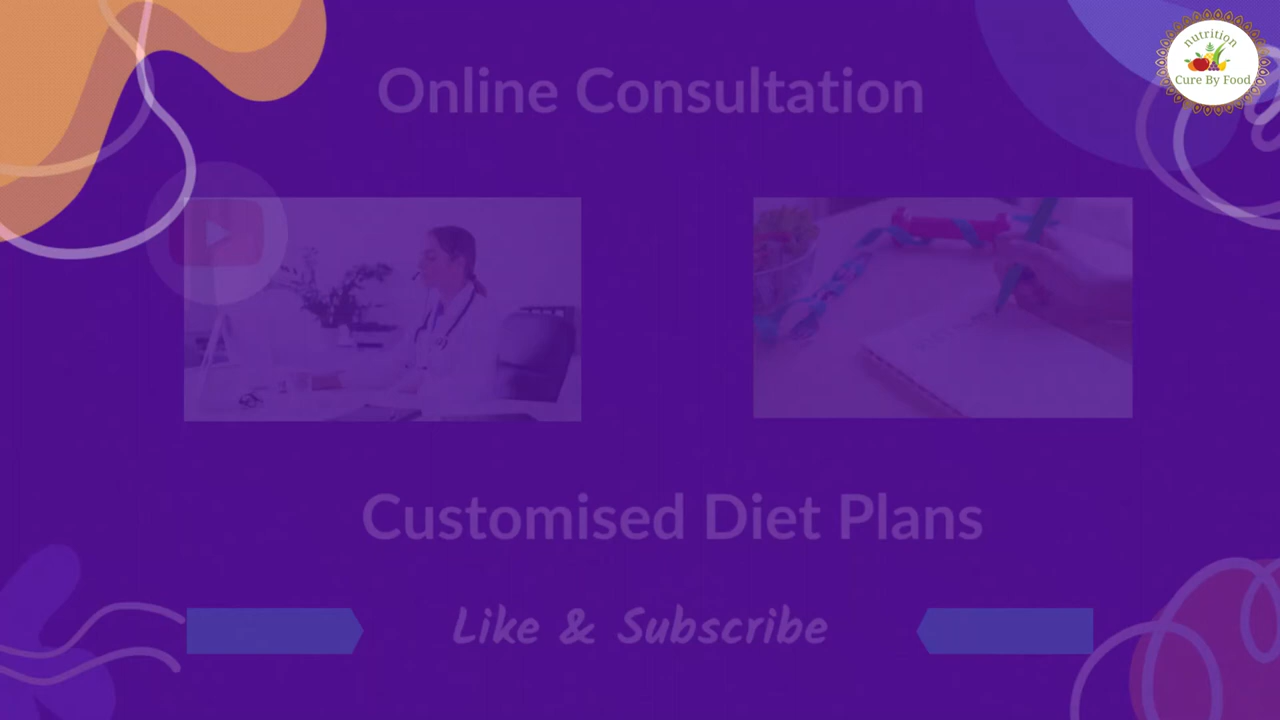 nutrition
Cure By Food
Online Consultation
Customised Diet Plans
Like & Subscribe